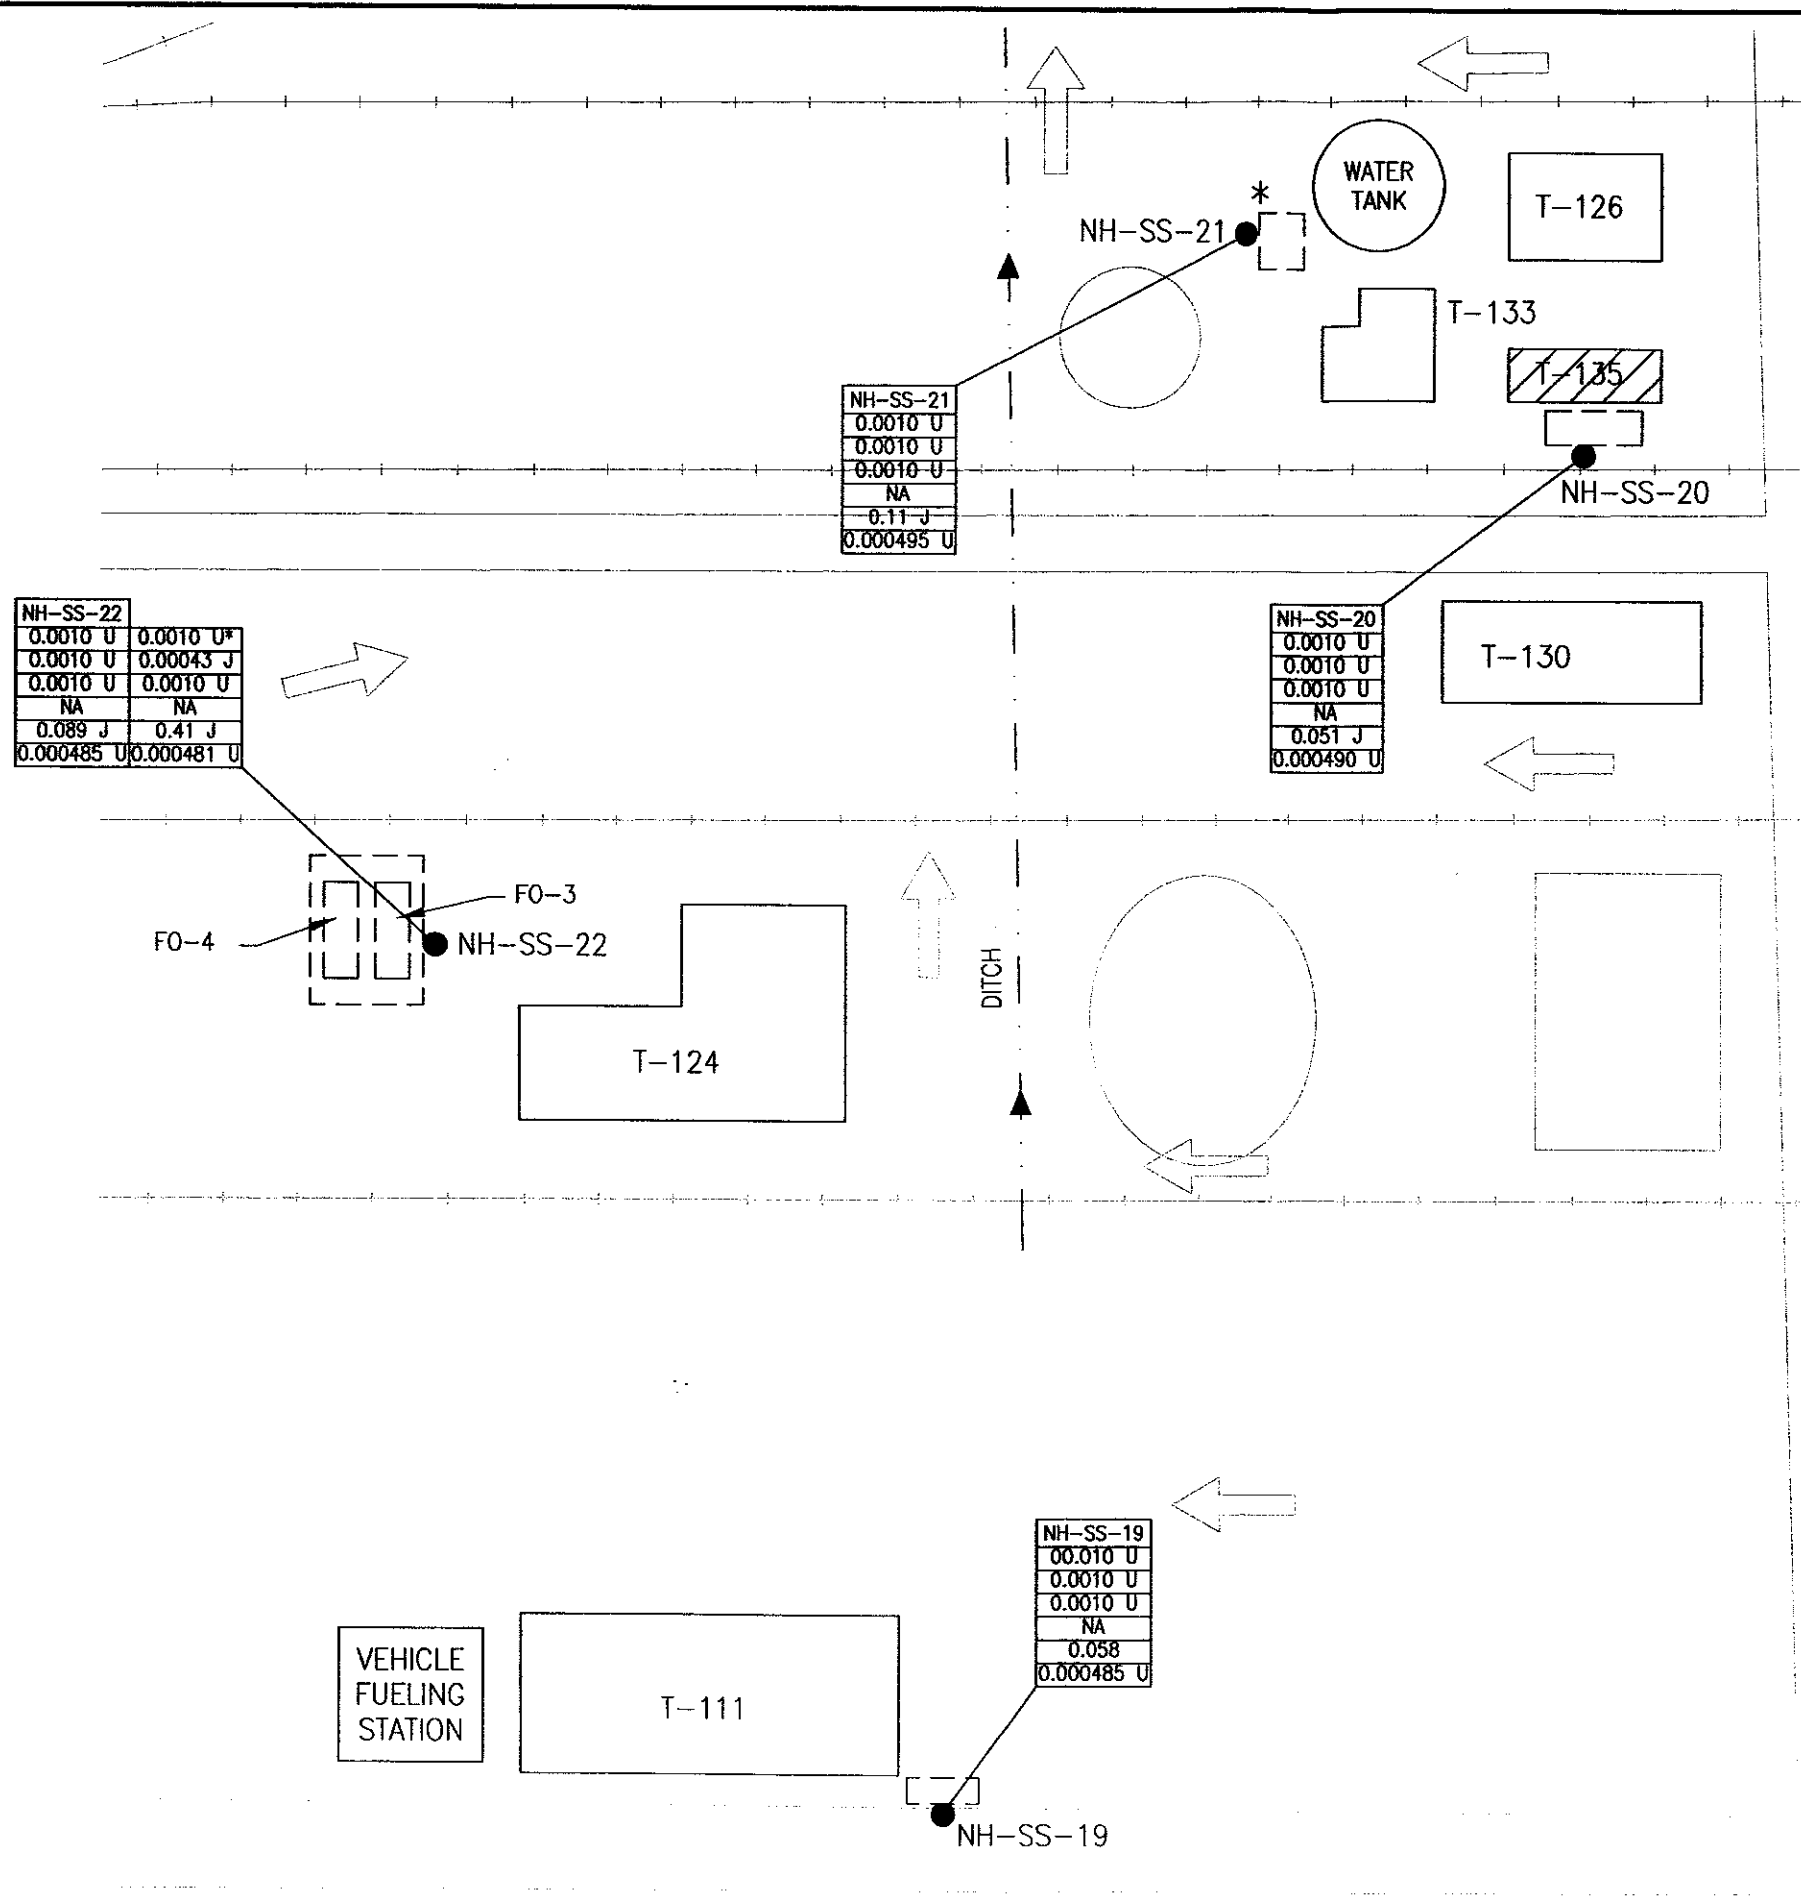 WATER
TANK
T-126
*
NH-SS-21
T-133
T-135
NH-SS-21
0.0010 U
0.0010 U
0.0010 U
NA
0.11 J
0.000495 U
NH-SS-20
NH-SS-22
0.0010 U 0.0010 U*
0.0010 U 0.00043 J
0.0010 U 0.0010 U
NA NA
0.089 J 0.41 J
0.000485 U 0.000481 U
NH-SS-20
0.0010 U
0.0010 U
0.0010 U
NA
0.051 J
0.000490 U
T-130
FO-3
FO-4
NH-SS-22
DITCH
T-124
NH-SS-19
00.010 U
0.0010 U
0.0010 U
NA
0.058
0.000485 U
VEHICLE
FUELING
STATION
T-111
NH-SS-19